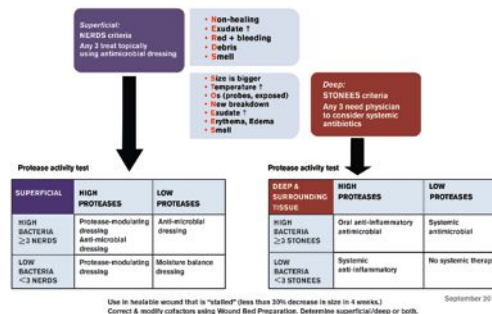 Superficial:
NERDS criteria
Any 3 treat topically
using antimicrobial dressing
Non-healing
Exudate ↑
Red + bleeding
Debris
Smell
Size is bigger
Temperature ↑
Os (probes, exposed)
New breakdown
Exudate ↑
Erythema, Edema
Smell
Deep:
STONEES criteria
Any 3 need physician
to consider systemic
antibiotics
Protease activity test
SUPERFICIAL
HIGH
PROTEASES
LOW
PROTEASES
HIGH
BACTERIA
≥3 NERDS
Protease-modulating
dressing
Anti-microbial
dressing
Anti-microbial
dressing
LOW
BACTERIA
<3 NERDS
Protease-modulating
dressing
Moisture balance
dressing
Protease activity test
DEEP &
SURROUNDING
TISSUE
HIGH
PROTEASES
LOW
PROTEASES
HIGH
BACTERIA
≥3 STONEES
Oral anti-inflammatory
antimicrobial
Systemic
antimicrobial
LOW
BACTERIA
<3 STONEES
Systemic
anti-inflammatory
No systemic therap
September 20
Use in healable wound that is "stalled" (less than 30% decrease in size in 4 weeks.)
Correct & modify cofactors using Wound Bed Preparation. Determine superficial/deep or both.